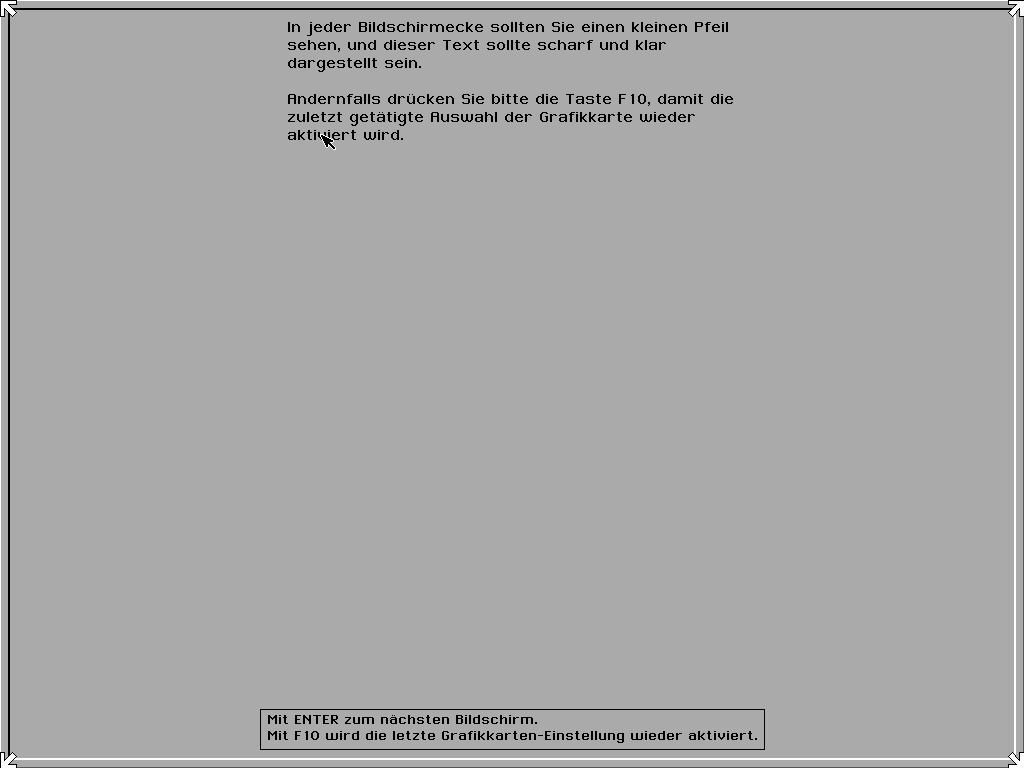 In jeder Bildschirmecke sollten Sie einen kleinen Pfeil
sehen, und dieser Text sollte scharf und klar
dargestellt sein.
Andernfalls drücken Sie bitte die Taste F10, damit die
zuletzt getätigte Auswahl der Grafikkarte wieder
aktiviert wird.
Mit ENTER zum nächsten Bildschirm.
Mit F10 wird die letzte Grafikkarten-Einstellung wieder aktiviert.